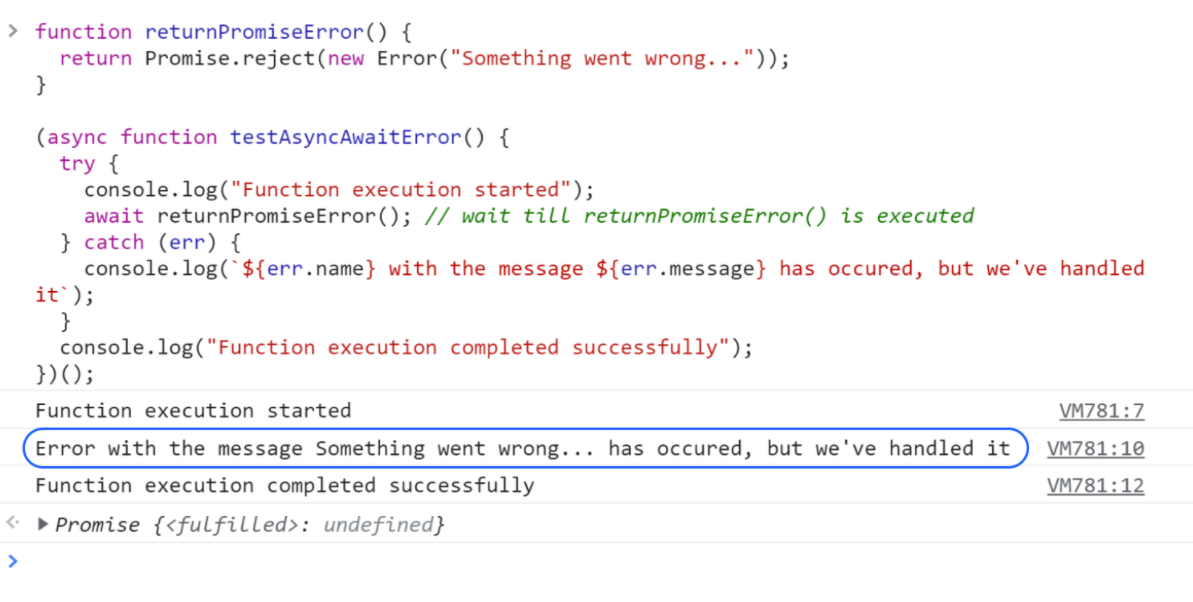 function returnPromiseError() {
  return Promise.reject(new Error("Something went wrong..."));
}
(async function testAsyncAwaitError() {
  try {
    console.log("Function execution started");
    await returnPromiseError(); // wait till returnPromiseError() is executed
  } catch (err) {
    console.log(`${err.name} with the message ${err.message} has occured, but we've handled
it`);
  }
  console.log("Function execution completed successfully");
})();
Function execution started VM781:7
Error with the message Something went wrong... has occured, but we've handled it VM781:10
Function execution completed successfully VM781:12
Promise {<fulfilled>: undefined}